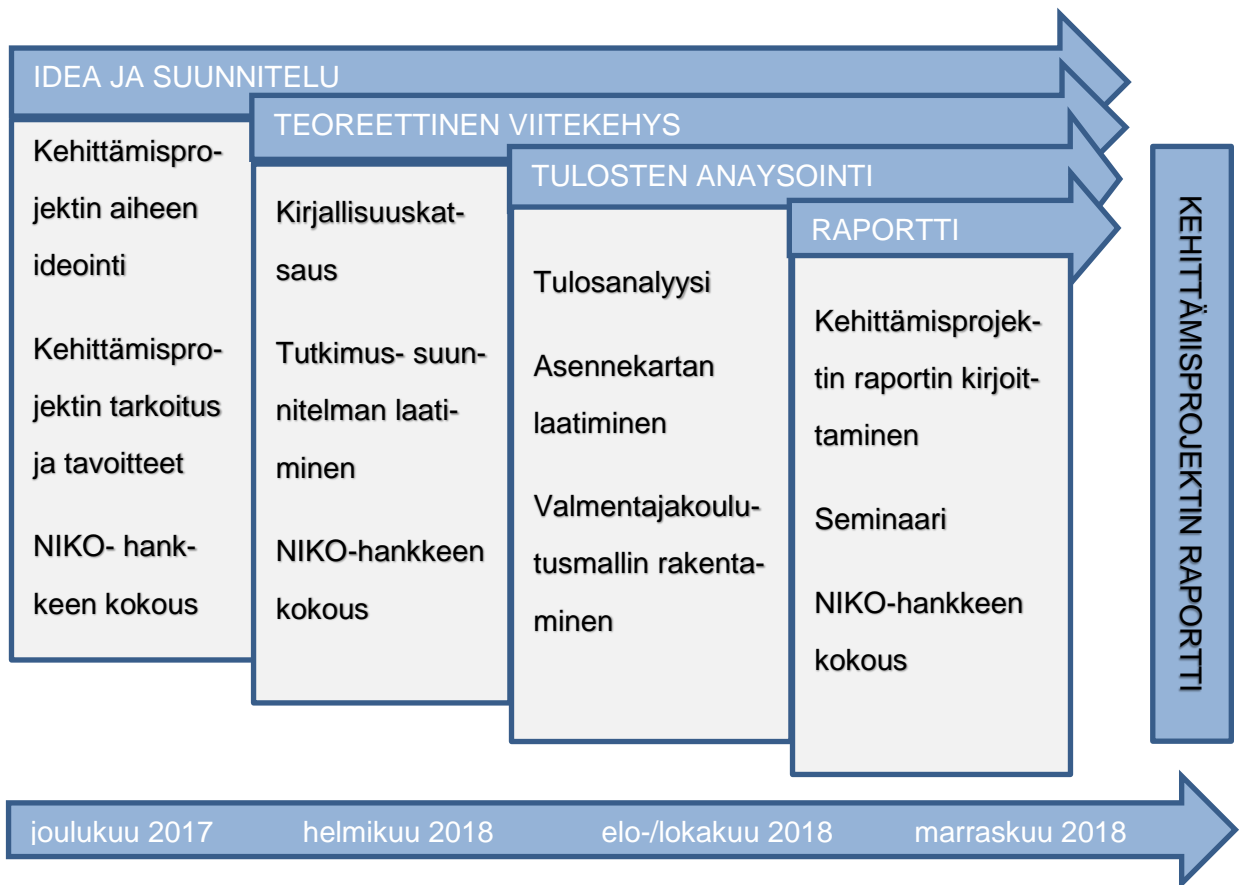 IDEA JA SUUNNITELU
Kehittämispro-
jektin aiheen
ideointi
Kehittämispro-
jektin tarkoitus
ja tavoitteet
NIKO- hank-
keen kokous
TEOREETTINEN VIITEKEHYS
Kirjallisuuskat-
saus
Tutkimus- suun-
nitelman laati-
minen
NIKO-hankkeen
kokous
TULOSTEN ANAYSOINTI
Tulosanalyysi
Asennekartan
laatiminen
Valmentajakoulu-
tusmallin rakenta-
minen
RAPORTTI
Kehittämisprojek-
tin raportin kirjoit-
taminen
Seminaari
NIKO-hankkeen
kokous
KEHITTÄMISPROJEKTIN RAPORTTI
joulukuu 2017 helmikuu 2018 elo-/lokakuu 2018 marraskuu 2018